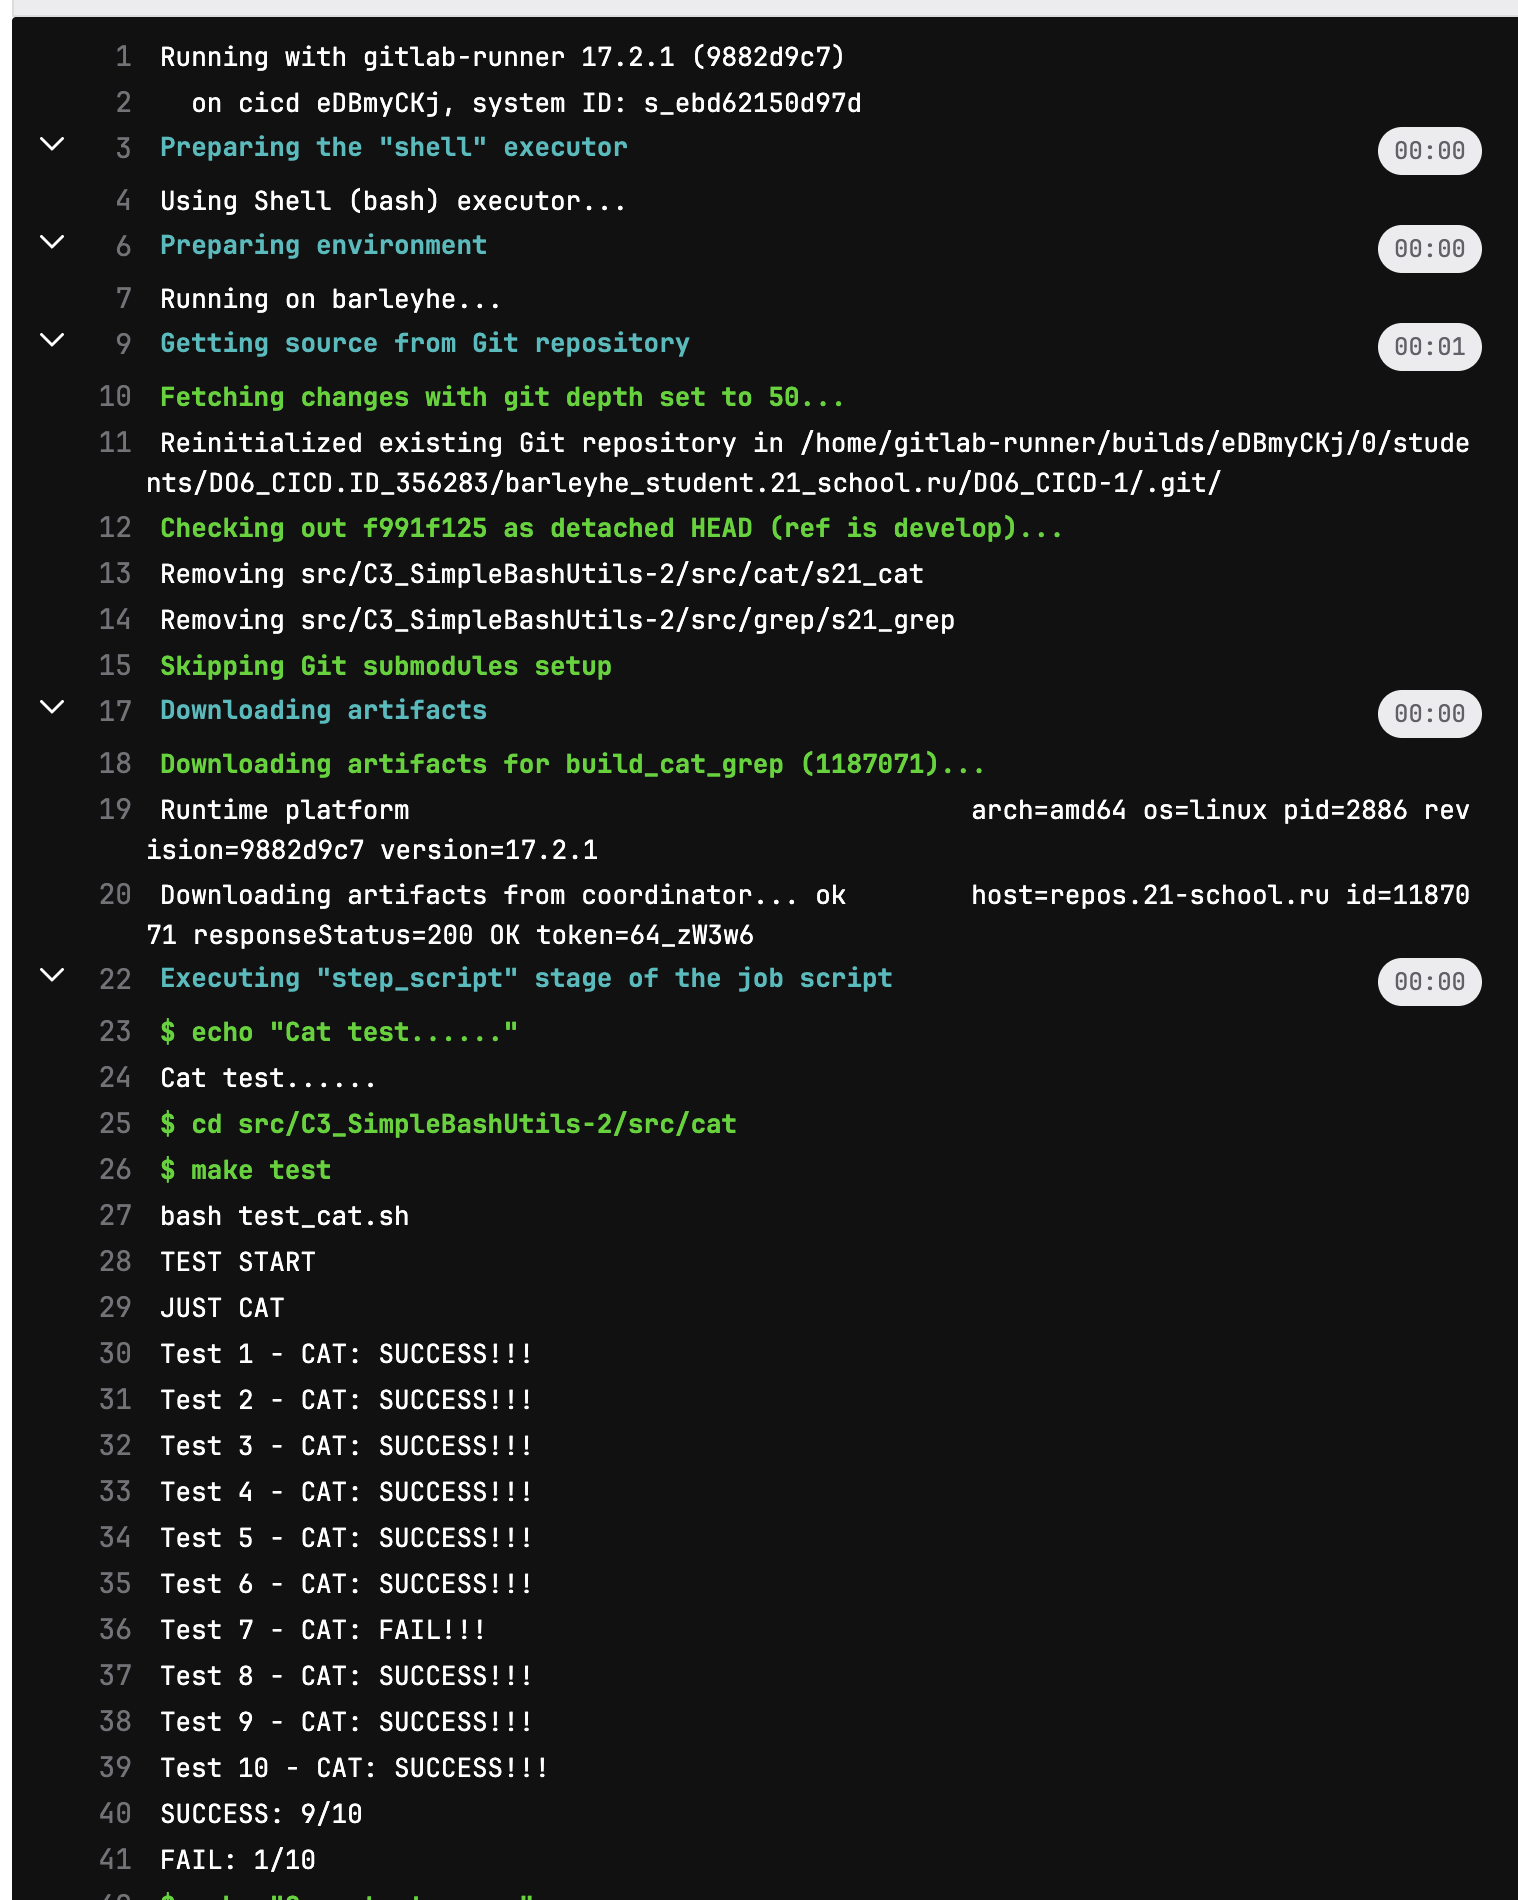 1 Running with gitlab-runner 17.2.1 (9882d9c7)
2 on cicd eDBmyCKj, system ID: s_ebd62150d97d
3 Preparing the "shell" executor 00:00
4 Using Shell (bash) executor...
6 Preparing environment 00:00
7 Running on barleyhe...
9 Getting source from Git repository 00:01
10 Fetching changes with git depth set to 50...
11 Reinitialized existing Git repository in /home/gitlab-runner/builds/eDBmyCKj/0/stude
nts/DO6_CICD.ID_356283/barleyhe_student.21_school.ru/DO6_CICD-1/.git/
12 Checking out f991f125 as detached HEAD (ref is develop)...
13 Removing src/C3_SimpleBashUtils-2/src/cat/s21_cat
14 Removing src/C3_SimpleBashUtils-2/src/grep/s21_grep
15 Skipping Git submodules setup
17 Downloading artifacts 00:00
18 Downloading artifacts for build_cat_grep (1187071)...
19 Runtime platform arch=amd64 os=linux pid=2886 rev
ision=9882d9c7 version=17.2.1
20 Downloading artifacts from coordinator... ok host=repos.21-school.ru id=11870
71 responseStatus=200 OK token=64_zW3w6
22 Executing "step_script" stage of the job script 00:00
23 $ echo "Cat test......"
24 Cat test......
25 $ cd src/C3_SimpleBashUtils-2/src/cat
26 $ make test
27 bash test_cat.sh
28 TEST START
29 JUST CAT
30 Test 1 - CAT: SUCCESS!!!
31 Test 2 - CAT: SUCCESS!!!
32 Test 3 - CAT: SUCCESS!!!
33 Test 4 - CAT: SUCCESS!!!
34 Test 5 - CAT: SUCCESS!!!
35 Test 6 - CAT: SUCCESS!!!
36 Test 7 - CAT: FAIL!!!
37 Test 8 - CAT: SUCCESS!!!
38 Test 9 - CAT: SUCCESS!!!
39 Test 10 - CAT: SUCCESS!!!
40 SUCCESS: 9/10
41 FAIL: 1/10